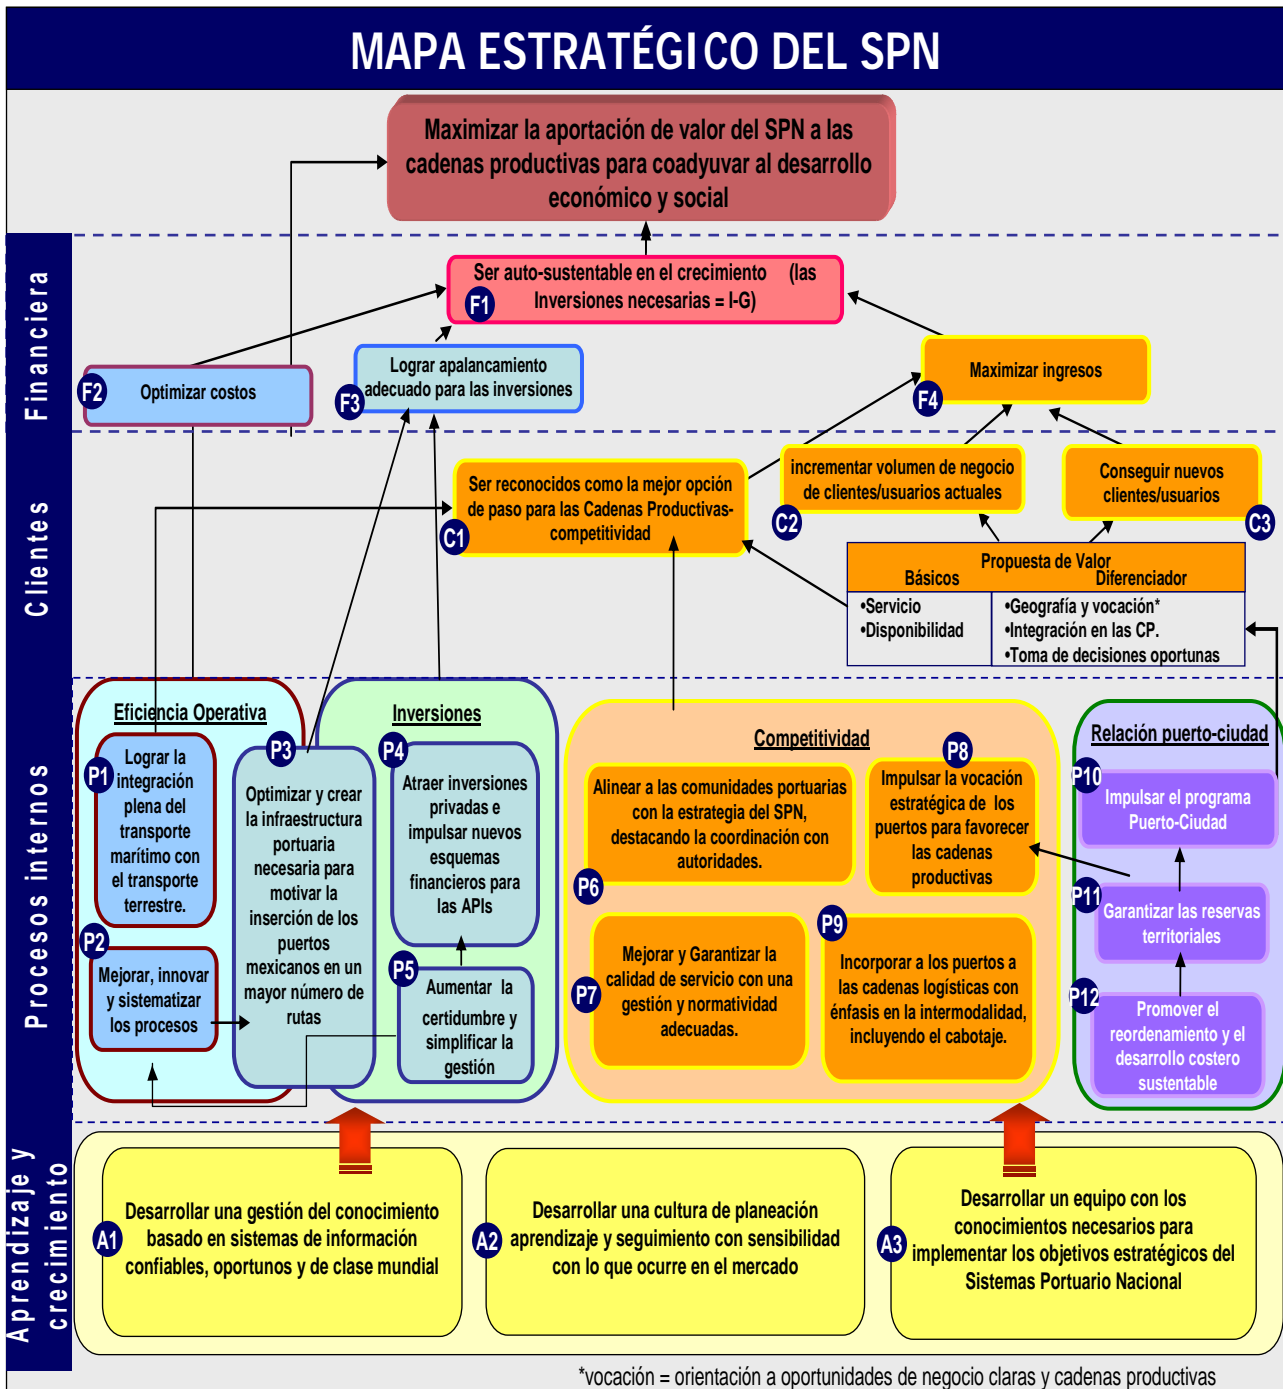 MAPA ESTRATÉGICO DEL SPN
Maximizar la aportación de valor del SPN a las
cadenas productivas para coadyuvar al desarrollo
económico y social
Financiera
Ser auto-sustentable en el crecimiento (las
Inversiones necesarias = I-G)
F1
F2
Optimizar costos
Lograr apalancamiento
adecuado para las inversiones
F3
Maximizar ingresos
F4
Clientes
Ser reconocidos como la mejor opción
de paso para las Cadenas Productivas-
competitividad
C1
incrementar volumen de negocio
de clientes/usuarios actuales
C2
Conseguir nuevos
clientes/usuarios
C3
Propuesta de Valor
Básicos
Diferenciador
•Servicio
•Disponibilidad
•Geografía y vocación*
•Integración en las CP.
•Toma de decisiones oportunas
Procesos internos
Eficiencia Operativa
P1
Lograr la
integración
plena del
transporte
marítimo con
el transporte
terrestre.
P2
Mejorar, innovar
y sistematizar
los procesos
P3
Optimizar y crear
la infraestructura
portuaria
necesaria para
motivar la
inserción de los
puertos
mexicanos en un
mayor número de
rutas
Inversiones
P4
Atraer inversiones
privadas e
impulsar nuevos
esquemas
financieros para
las APIs
P5
Aumentar la
certidumbre y
simplificar la
gestión
Competitividad
Alinear a las comunidades portuarias
con la estrategia del SPN,
destacando la coordinación con
autoridades.
P6
P7
Mejorar y Garantizar la
calidad de servicio con una
gestión y normatividad
adecuadas.
P8
Impulsar la vocación
estratégica de los
puertos para favorecer
las cadenas
productivas
P9
Incorporar a los puertos a
las cadenas logísticas con
énfasis en la intermodalidad,
incluyendo el cabotaje.
Relación puerto-ciudad
P10
Impulsar el programa
Puerto-Ciudad
P11
Garantizar las reservas
territoriales
P12
Promover el
reordenamiento y el
desarrollo costero
sustentable
Aprendizaje y
crecimiento
A1
Desarrollar una gestión del conocimiento
basado en sistemas de información
confiables, oportunos y de clase mundial
A2
Desarrollar una cultura de planeación
aprendizaje y seguimiento con sensibilidad
con lo que ocurre en el mercado
A3
Desarrollar un equipo con los
conocimientos necesarios para
implementar los objetivos estratégicos del
Sistemas Portuario Nacional
*vocación = orientación a oportunidades de negocio claras y cadenas productivas